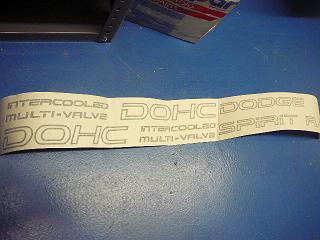 INTERCOOLED
MULTI-VALVE
DOHC
DOHC
INTERCOOLED
MULTI-VALVE
DODGE
SPIRIT R/